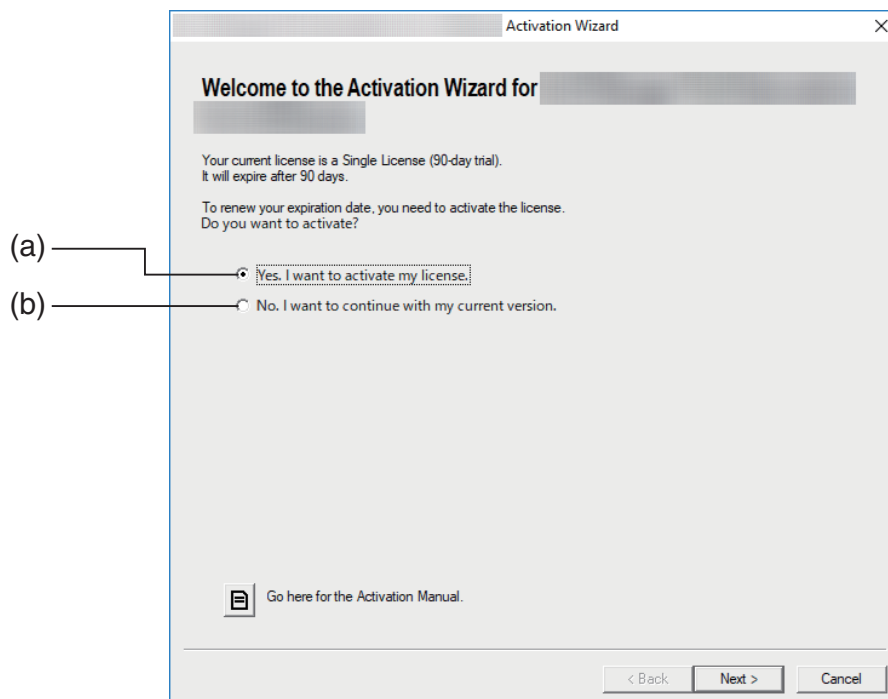 Activation Wizard
Welcome to the Activation Wizard for
Your current license is a Single License (90-day trial).
It will expire after 90 days.
To renew your expiration date, you need to activate the license.
Do you want to activate?
(a)
Yes. I want to activate my license.
(b)
No. I want to continue with my current version.
Go here for the Activation Manual.
< Back
Next >
Cancel